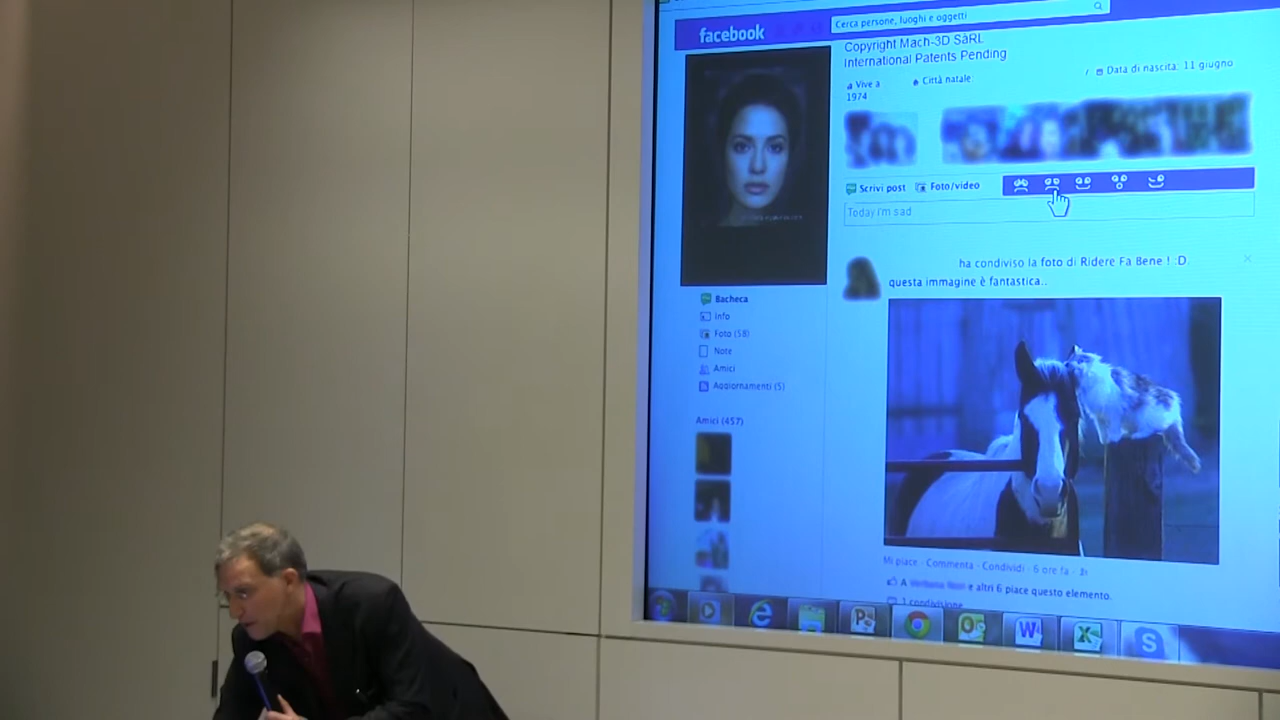 facebook
Cerca persone, luoghi e oggetti
Copyright Mach-3D SàRL
International Patents Pending
Vive a
1974
Città natale:
/ Data di nascita: 11 giugno
Scrivi post
Foto/video
Today i'm sad
ha condiviso la foto di Ridere Fa Bene ! :D.
questa immagine è fantastica..
Bacheca
Info
Foto (58)
Note
Amici
Aggiornamenti (5)
Amici (457)
Mi piace · Commenta · Condividi · 6 ore fa ·
A
e altri 6 piace questo elemento.
1 condivisione